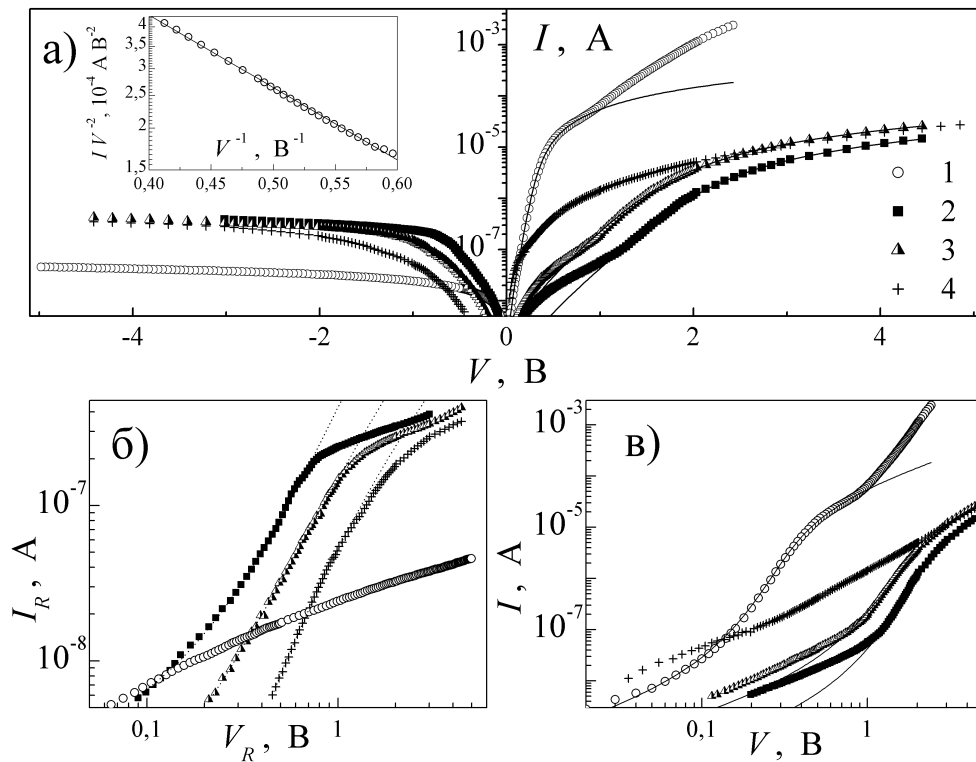 а)
I V⁻², 10⁻⁴ А В⁻²
4
3,5
3
2,5
2
1,5
V⁻¹, В⁻¹
0,40 0,45 0,50 0,55 0,60
I, А
10⁻³
10⁻⁵
10⁻⁷
1
2
3
4
-4 -2 0 2 4
V, В
б)
I_R, А
10⁻⁷
10⁻⁸
0,1 1
V_R, В
в)
I, А
10⁻³
10⁻⁵
10⁻⁷
0,1 1
V, В